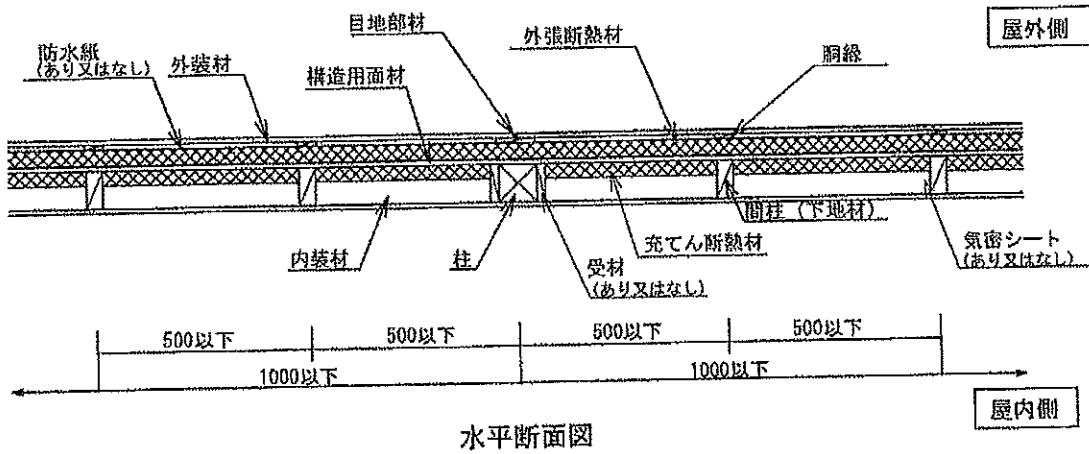 屋外側
目地部材
外張断熱材
胴縁
防水紙
(あり又はなし)
外装材
構造用面材
内装材
柱
受材
(あり又はなし)
充てん断熱材
間柱 (下地材)
気密シート
(あり又はなし)
500以下
500以下
500以下
500以下
1000以下
1000以下
屋内側
水平断面図